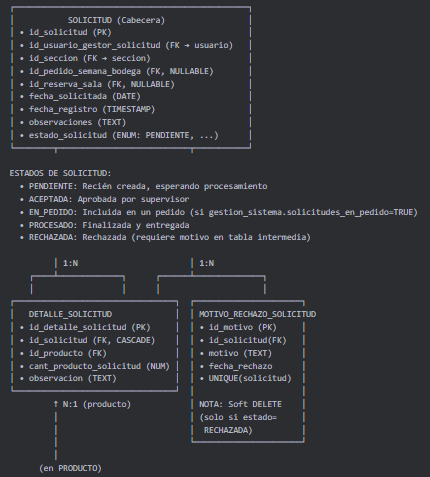 SOLICITUD (Cabecera)
• id_solicitud (PK)
• id_usuario_gestor_solicitud (FK → usuario)
• id_seccion (FK → seccion)
• id_pedido_semana_bodega (FK, NULLABLE)
• id_reserva_sala (FK, NULLABLE)
• fecha_solicitada (DATE)
• fecha_registro (TIMESTAMP)
• observaciones (TEXT)
• estado_solicitud (ENUM: PENDIENTE, ...)
ESTADOS DE SOLICITUD:
• PENDIENTE: Recién creada, esperando procesamiento
• ACEPTADA: Aprobada por supervisor
• EN_PEDIDO: Incluida en un pedido (si gestion_sistema.solicitudes_en_pedido=TRUE)
• PROCESADO: Finalizada y entregada
• RECHAZADA: Rechazada (requiere motivo en tabla intermedia)
1:N
1:N
DETALLE_SOLICITUD
• id_detalle_solicitud (PK)
• id_solicitud (FK, CASCADE)
• id_producto (FK)
• cant_producto_solicitud (NUM)
• observacion (TEXT)
MOTIVO_RECHAZO_SOLICITUD
• id_motivo (PK)
• id_solicitud(FK)
• motivo (TEXT)
• fecha_rechazo
• UNIQUE(solicitud)
NOTA: Soft DELETE
(solo si estado=
RECHAZADA)
↑ N:1 (producto)
(en PRODUCTO)